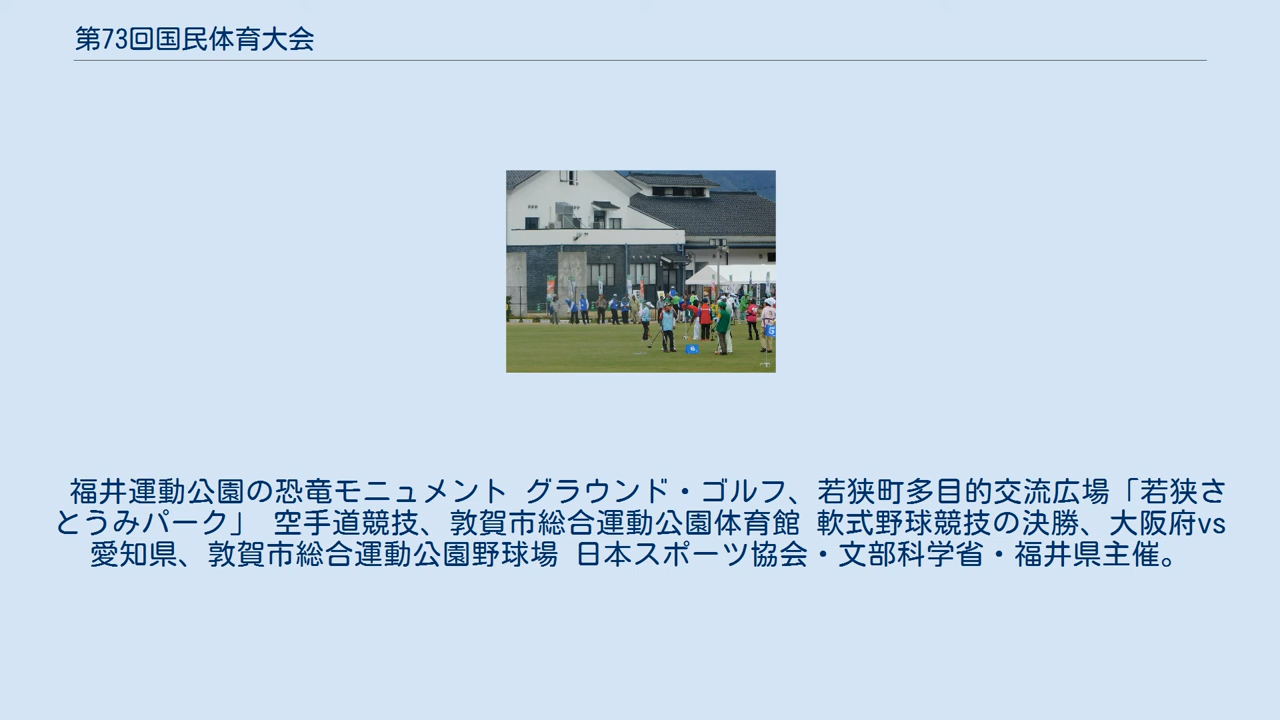 第73回国民体育大会
6
5
福井運動公園の恐竜モニュメント グラウンド・ゴルフ、若狭町多目的交流広場「若狭さ
とうみパーク」 空手道競技、敦賀市総合運動公園体育館 軟式野球競技の決勝、大阪府vs
愛知県、敦賀市総合運動公園野球場 日本スポーツ協会・文部科学省・福井県主催。